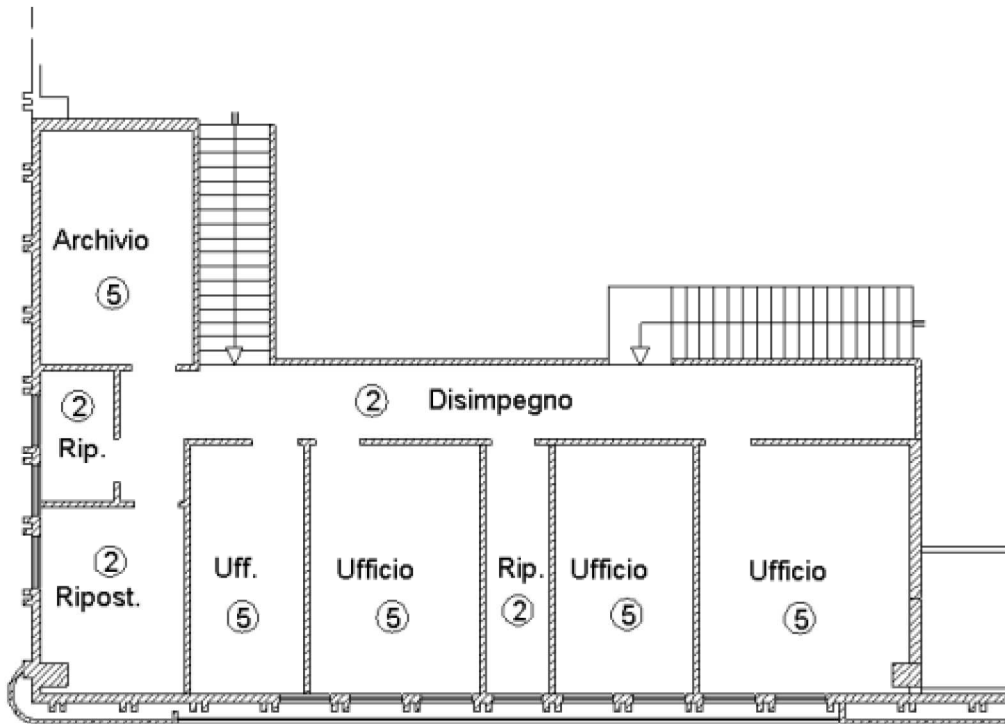 Archivio
5
2
Disimpegno
2
Rip.
2
Ripost.
Uff.
5
Ufficio
5
Rip.
2
Ufficio
5
Ufficio
5